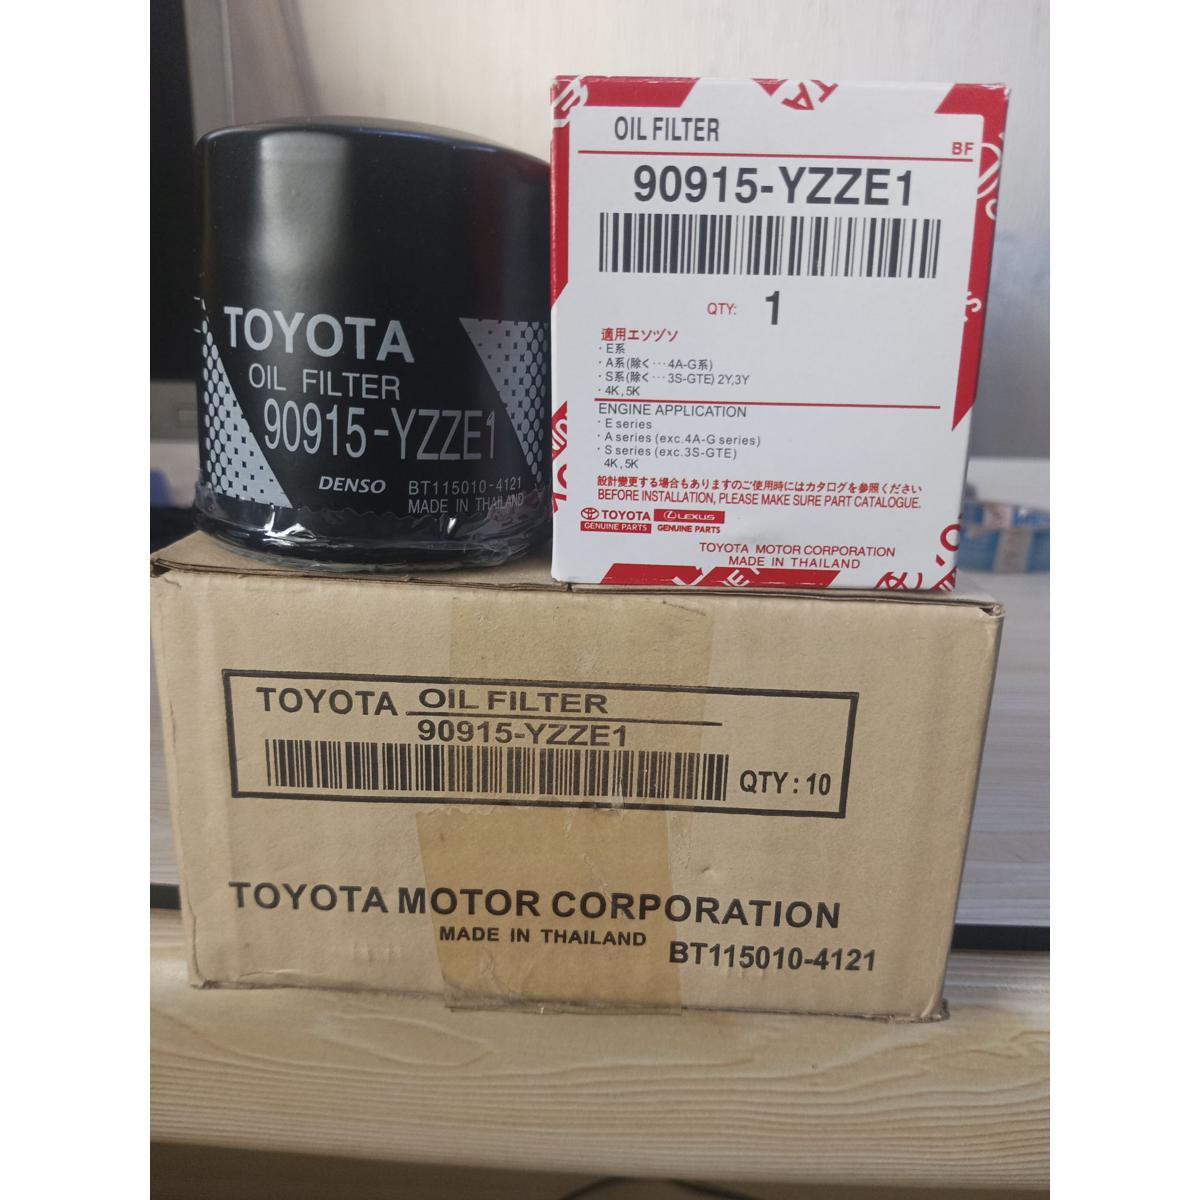 TOYOTA
OIL FILTER
90915-YZZE1
DENSO BT115010-4121
MADE IN THAILAND
OIL FILTER
BF
90915-YZZE1
QTY: 1
適用エソヅソ
・E系
・A系(除く…4A-G系)
・S系(除く…3S-GTE) 2Y,3Y
・4K,5K
ENGINE APPLICATION
・E series
・A series (exc.4A-G series)
・S series (exc.3S-GTE)
4K,5K
設計変更する場合もありますのご使用時にはカタログを参照ください
BEFORE INSTALLATION, PLEASE MAKE SURE PART CATALOGUE.
TOYOTA LEXUS
GENUINE PARTS GENUINE PARTS
TOYOTA MOTOR CORPORATION
MADE IN THAILAND
TOYOTA OIL FILTER
90915-YZZE1
QTY : 10
TOYOTA MOTOR CORPORATION
MADE IN THAILAND
BT115010-4121